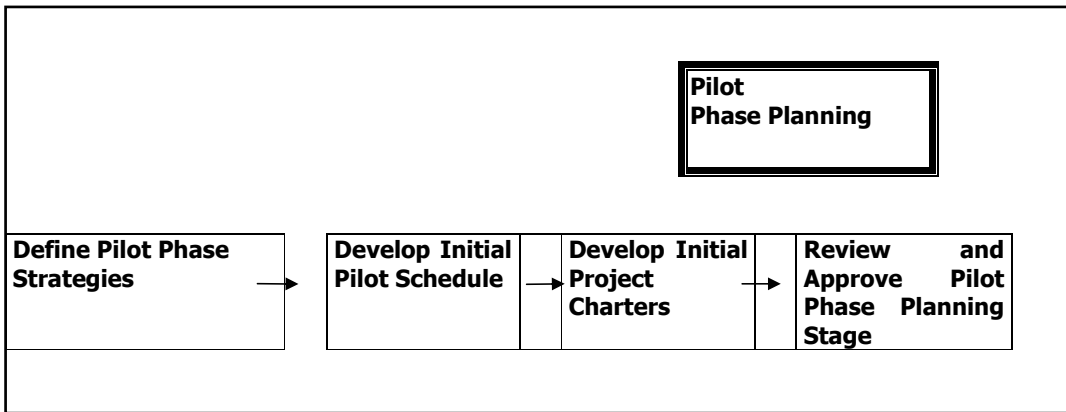 Pilot
Phase Planning
Define Pilot Phase
Strategies
Develop Initial
Pilot Schedule
Develop Initial
Project
Charters
Review and
Approve Pilot
Phase Planning
Stage